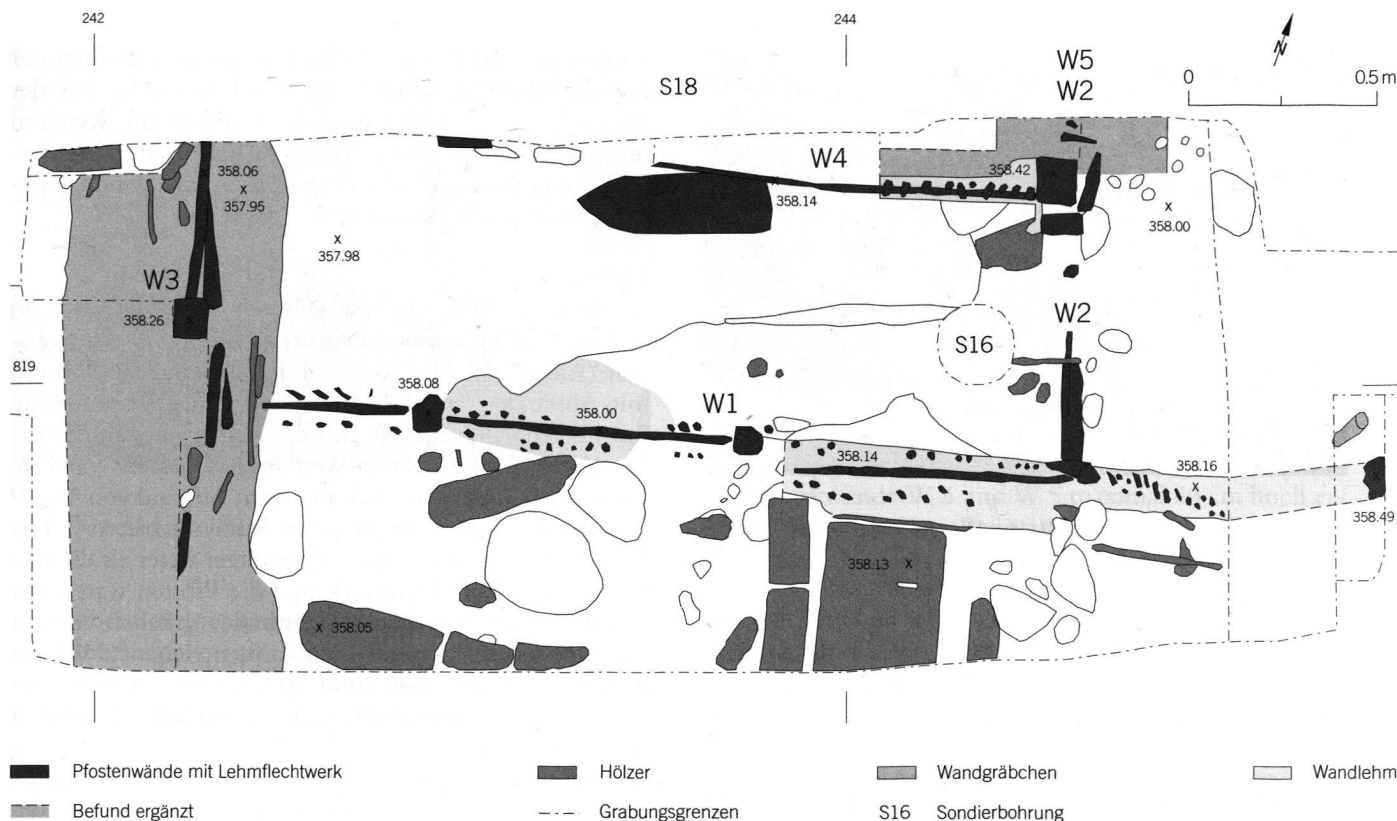 242
244
N
W5
W2
0 0.5 m
S18
W4
358.06
357.95
358.42
358.14
358.00
357.98
W3
358.26
W2
S16
819
358.08
358.00
W1
358.14
358.16
358.49
358.13
358.05
Pfostenwände mit Lehmflechtwerk
Hölzer
Wandgräbchen
Wandlehm
Befund ergänzt
Grabungsgrenzen
S16 Sondierbohrung